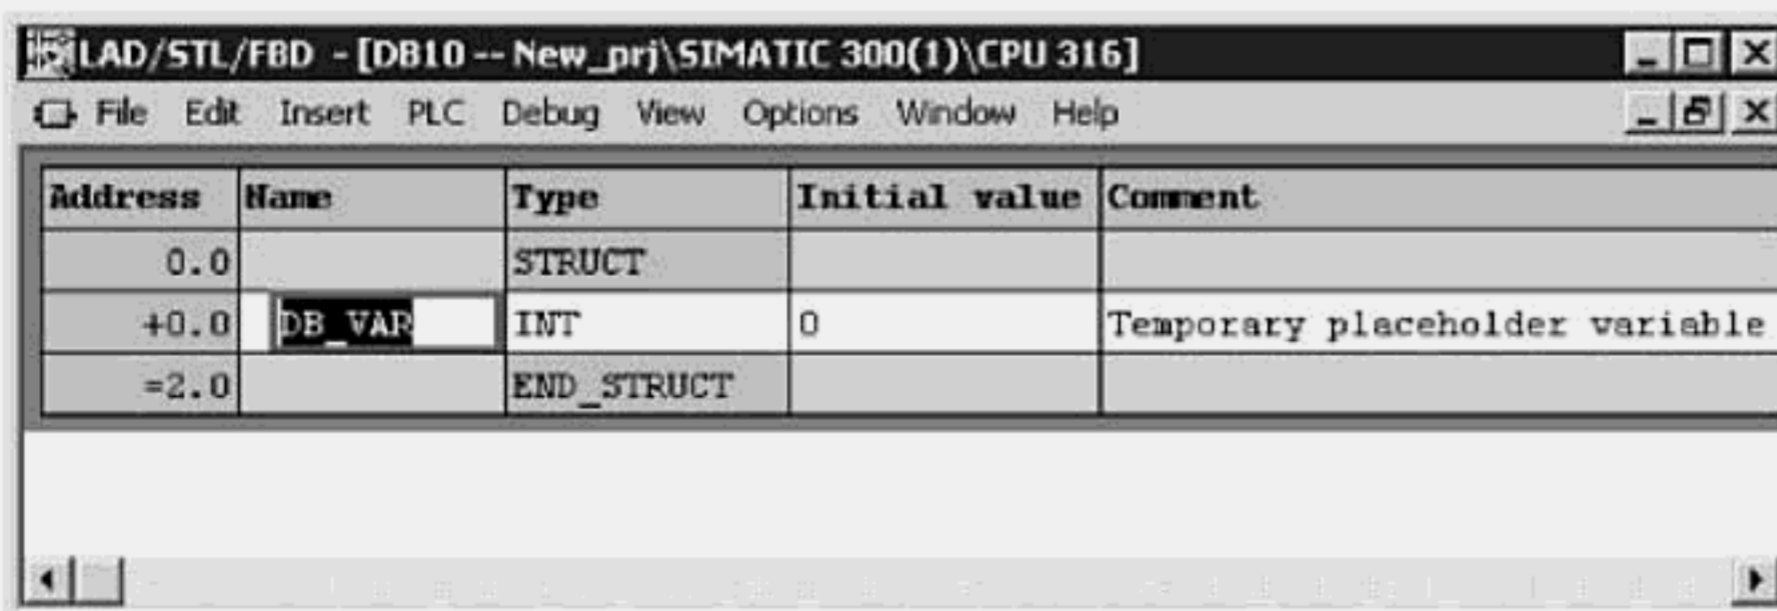 LAD/STL/FBD - [DB10 -- New_prj\SIMATIC 300(1)\CPU 316]
File Edit Insert PLC Debug View Options Window Help
Address Name Type Initial value Comment
0.0 STRUCT
+0.0 DB_VAR INT 0 Temporary placeholder variable
=2.0 END_STRUCT